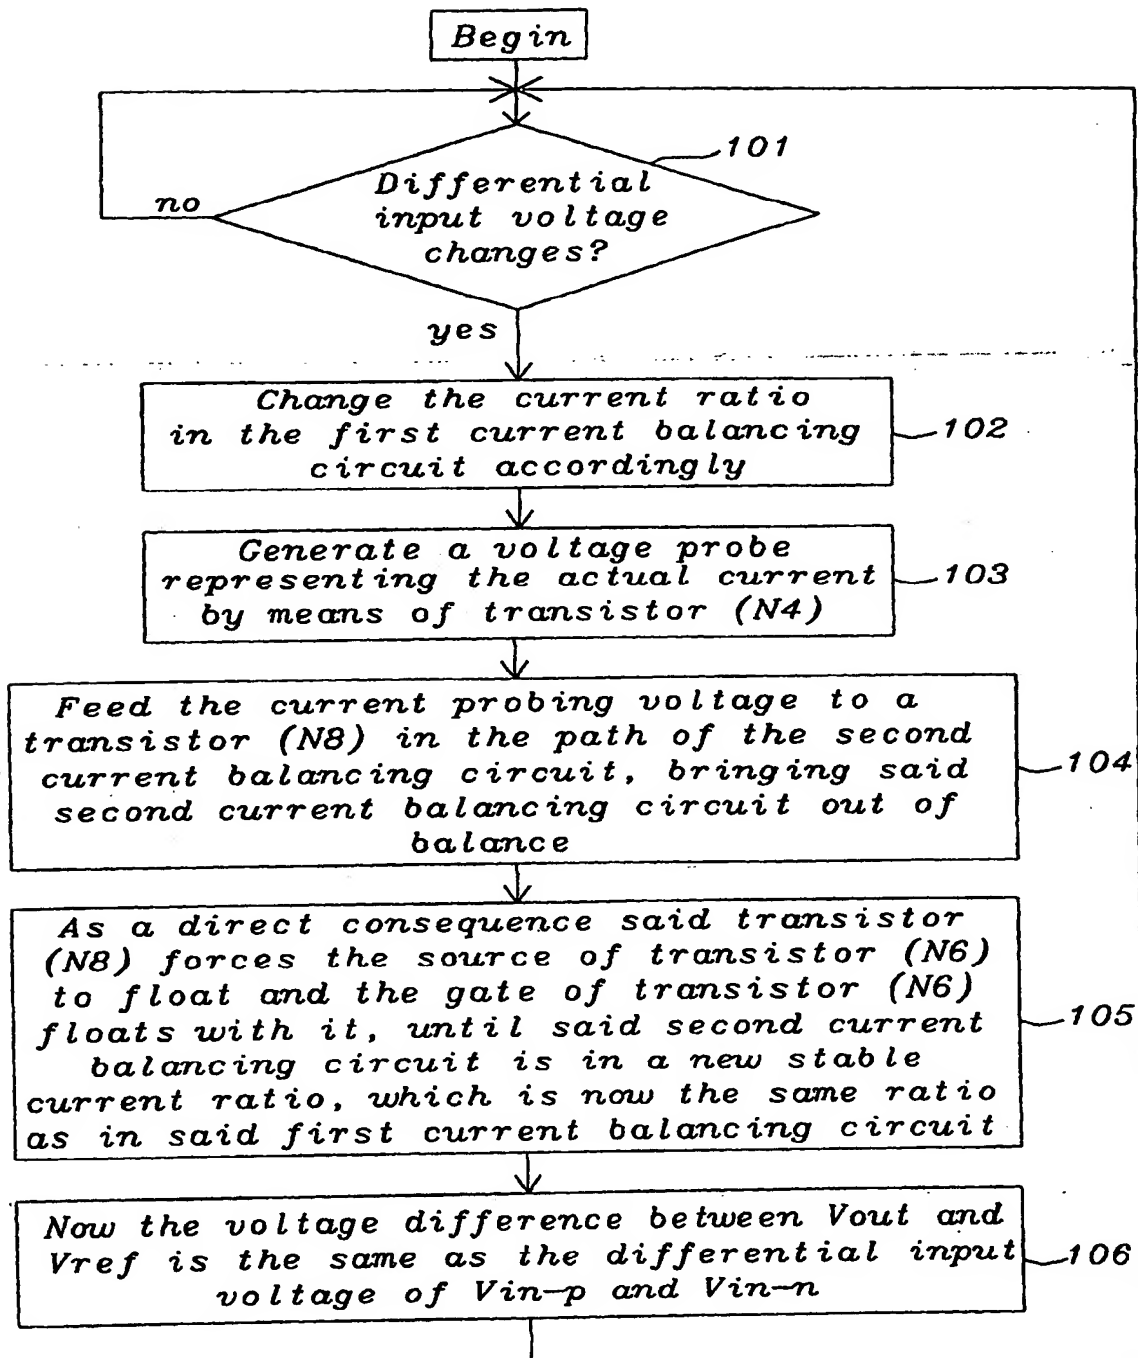 Begin
101
Differential
input voltage
changes?
no
yes
Change the current ratio
in the first current balancing
circuit accordingly
102
Generate a voltage probe
representing the actual current
by means of transistor (N4)
103
Feed the current probing voltage to a
transistor (N8) in the path of the second
current balancing circuit, bringing said
second current balancing circuit out of
balance
104
As a direct consequence said transistor
(N8) forces the source of transistor (N6)
to float and the gate of transistor (N6)
floats with it, until said second current
balancing circuit is in a new stable
current ratio, which is now the same ratio
as in said first current balancing circuit
105
Now the voltage difference between Vout and
Vref is the same as the differential input
voltage of Vin-p and Vin-n
106